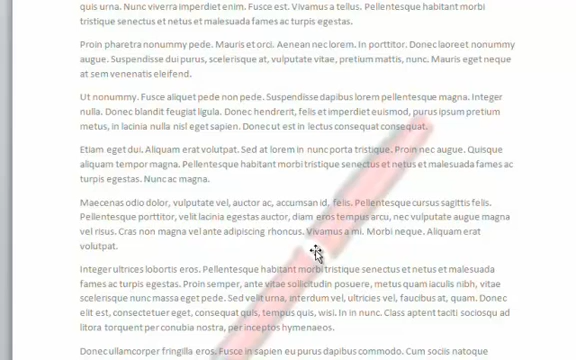 quis urna. Nunc viverra imperdiet enim. Fusce est. Vivamus a tellus. Pellentesque habitant morbi
tristique senectus et netus et malesuada fames ac turpis egestas.
Proin pharetra nonummy pede. Mauris et orci. Aenean nec lorem. In porttitor. Donec laoreet nonummy
augue. Suspendisse dui purus, scelerisque at, vulputate vitae, pretium mattis, nunc. Mauris eget neque
at sem venenatis eleifend.
Ut nonummy. Fusce aliquet pede non pede. Suspendisse dapibus lorem pellentesque magna. Integer
nulla. Donec blandit feugiat ligula. Donec hendrerit, felis et imperdiet euismod, purus ipsum pretium
metus, in lacinia nulla nisl eget sapien. Donec ut est in lectus consequat consequat.
Etiam eget dui. Aliquam erat volutpat. Sed at lorem in nunc porta tristique. Proin nec augue. Quisque
aliquam tempor magna. Pellentesque habitant morbi tristique senectus et netus et malesuada fames ac
turpis egestas. Nunc ac magna.
Maecenas odio dolor, vulputate vel, auctor ac, accumsan id, felis. Pellentesque cursus sagittis felis.
Pellentesque porttitor, velit lacinia egestas auctor, diam eros tempus arcu, nec vulputate augue magna
vel risus. Cras non magna vel ante adipiscing rhoncus. Vivamus a mi. Morbi neque. Aliquam erat
volutpat.
Integer ultrices lobortis eros. Pellentesque habitant morbi tristique senectus et netus et malesuada
fames ac turpis egestas. Proin semper, ante vitae sollicitudin posuere, metus quam iaculis nibh, vitae
scelerisque nunc massa eget pede. Sed velit urna, interdum vel, ultricies vel, faucibus at, quam. Donec
elit est, consectetuer eget, consequat quis, tempus quis, wisi. In in nunc. Class aptent taciti sociosqu ad
litora torquent per conubia nostra, per inceptos hymenaeos.
Donec ullamcorper fringilla eros. Fusce in sapien eu purus dapibus commodo. Cum sociis natoque